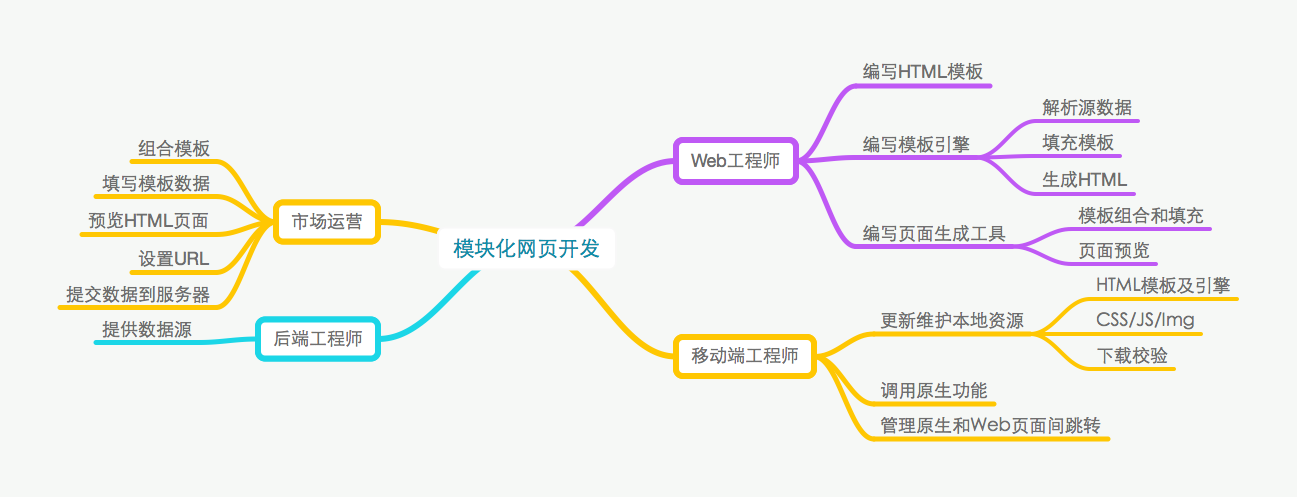 模块化网页开发
Web工程师
编写HTML模板
编写模板引擎
解析源数据
填充模板
生成HTML
编写页面生成工具
模板组合和填充
页面预览
移动端工程师
更新维护本地资源
HTML模板及引擎
CSS/JS/Img
下载校验
调用原生功能
管理原生和Web页面间跳转
市场运营
组合模板
填写模板数据
预览HTML页面
设置URL
提交数据到服务器
后端工程师
提供数据源